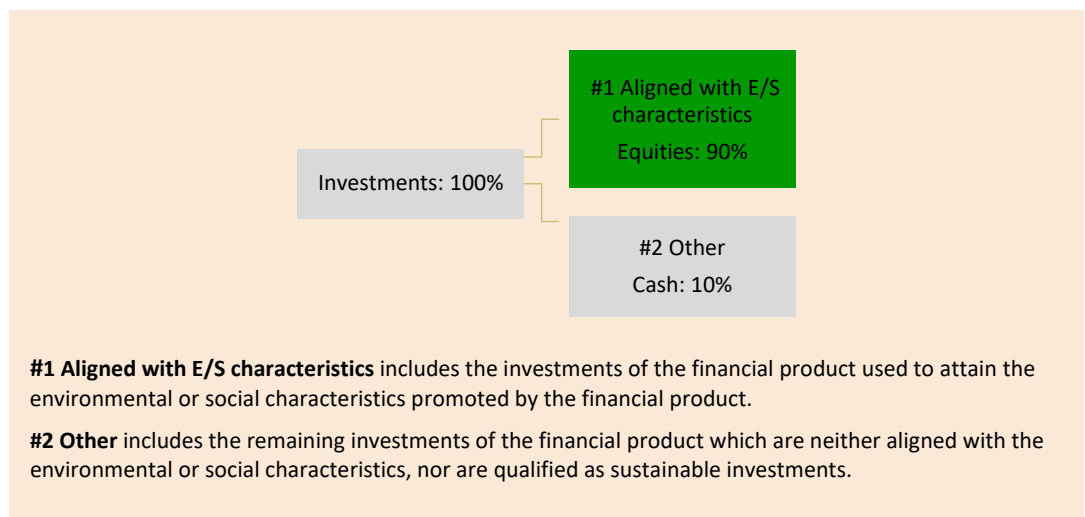 #1 Aligned with E/S
characteristics
Equities: 90%
Investments: 100%
#2 Other
Cash: 10%
#1 Aligned with E/S characteristics includes the investments of the financial product used to attain the
environmental or social characteristics promoted by the financial product.
#2 Other includes the remaining investments of the financial product which are neither aligned with the
environmental or social characteristics, nor are qualified as sustainable investments.